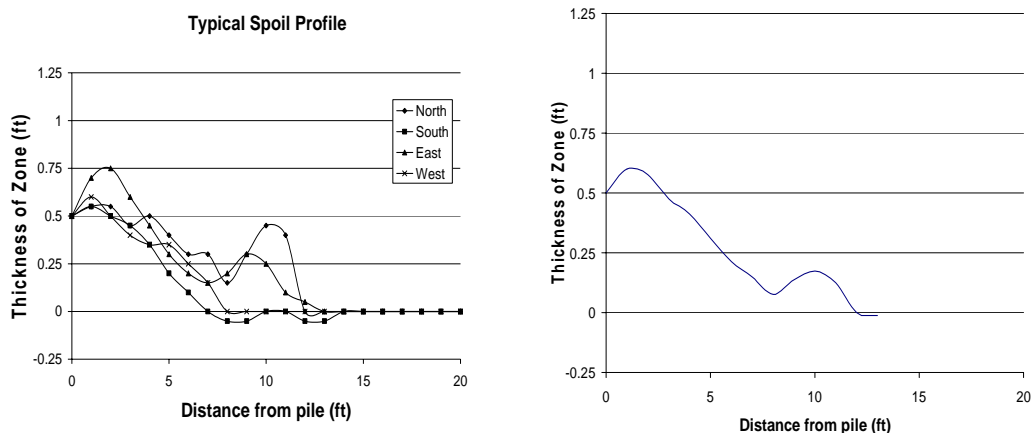 Typical Spoil Profile
Thickness of Zone (ft)
1.25
1
0.75
0.5
0.25
0
-0.25
North
South
East
West
0 5 10 15 20
Distance from pile (ft)
Thickness of Zone (ft)
1.25
1
0.75
0.5
0.25
0
-0.25
0 5 10 15 20
Distance from pile (ft)